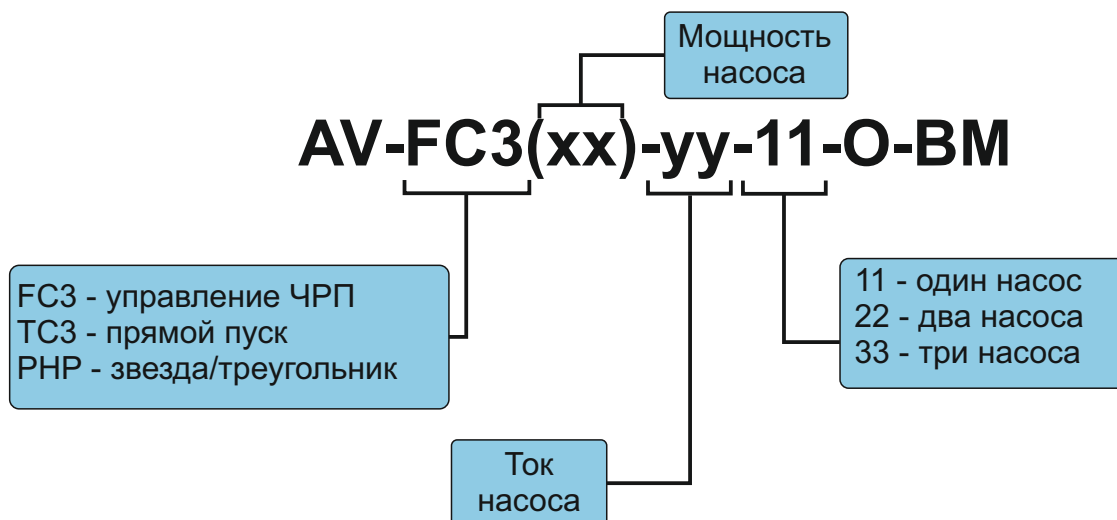 Мощность
насоса
AV-FC3(xx)-yy-11-O-BM
FC3 - управление ЧРП
TC3 - прямой пуск
PHP - звезда/треугольник
11 - один насос
22 - два насоса
33 - три насоса
Ток
насоса